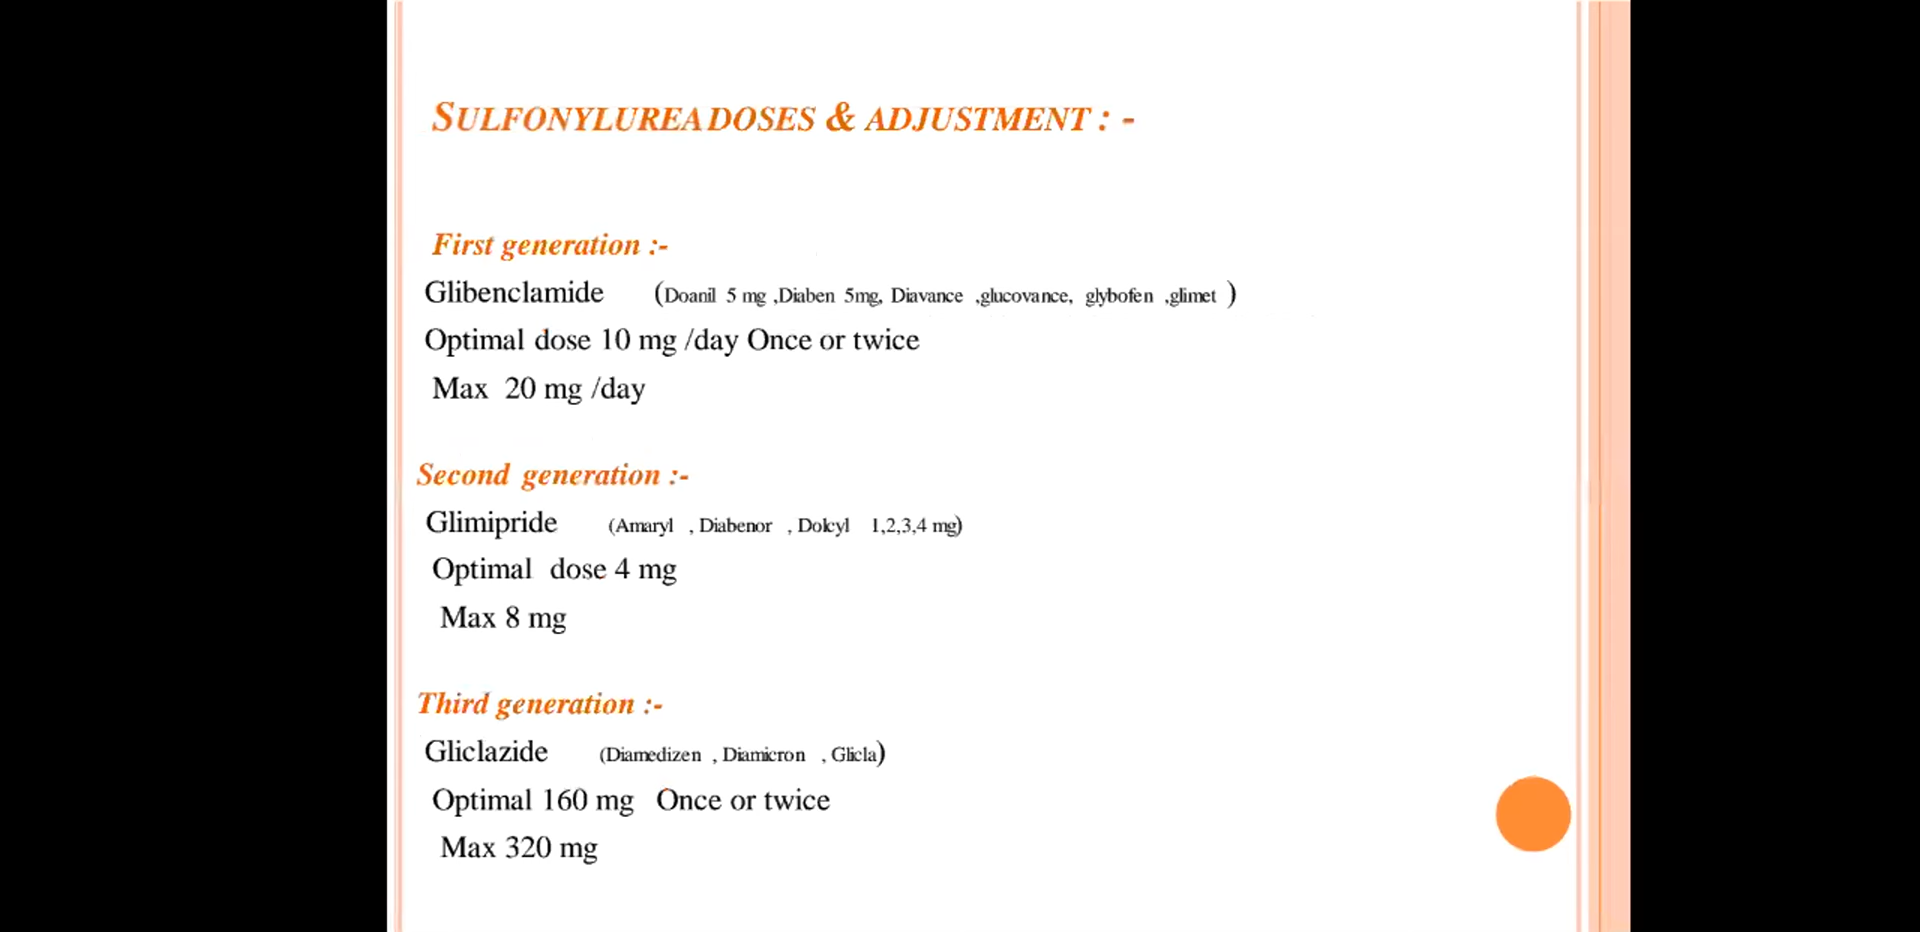 SULFONYLUREA DOSES & ADJUSTMENT : -
First generation :-
Glibenclamide (Doanil 5 mg ,Diaben 5mg, Diavance ,glucovance, glybofen ,glimet )
Optimal dose 10 mg /day Once or twice
Max 20 mg /day
Second generation :-
Glimipride (Amaryl , Diabenor , Dolcyl 1,2,3,4 mg)
Optimal dose 4 mg
Max 8 mg
Third generation :-
Gliclazide (Diamedizen , Diamicron , Glicla)
Optimal 160 mg Once or twice
Max 320 mg